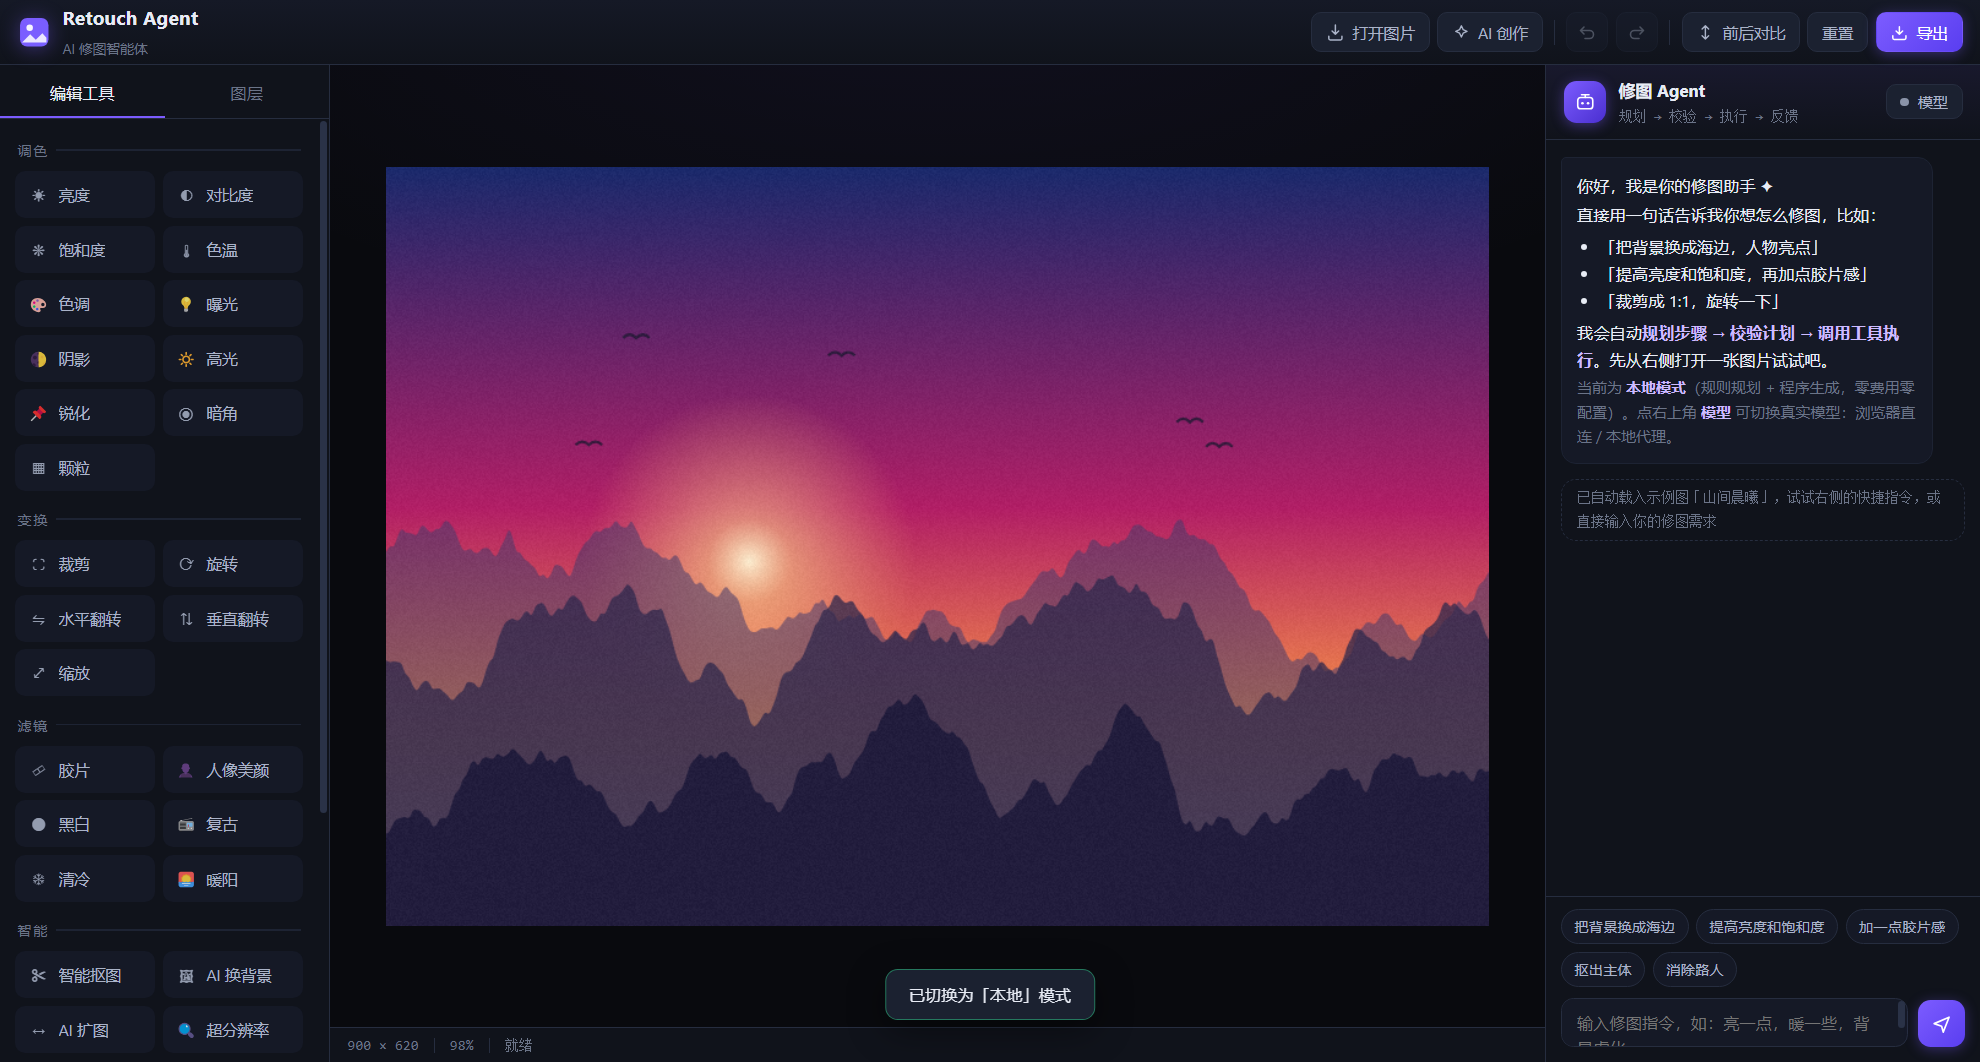 Retouch Agent
AI 修图智能体
打开图片
AI 创作
前后对比
重置
导出
编辑工具
图层
调色
亮度
对比度
饱和度
色温
色调
曝光
阴影
高光
锐化
暗角
颗粒
变换
裁剪
旋转
水平翻转
垂直翻转
缩放
滤镜
胶片
人像美颜
黑白
复古
清冷
暖阳
智能
智能抠图
AI 换背景
AI 扩图
超分辨率
已切换为「本地」模式
900 × 620
98%
就绪
修图 Agent
规划 → 校验 → 执行 → 反馈
模型
你好，我是你的修图助手 ✦
直接用一句话告诉我你想怎么修图，比如：
• 「把背景换成海边，人物亮点」
• 「提高亮度和饱和度，再加点胶片感」
• 「裁剪成 1:1，旋转一下」
我会自动规划步骤 → 校验计划 → 调用工具执
行。先从右侧打开一张图片试试吧。
当前为 本地模式（规则规划 + 程序生成，零费用零
配置）。点右上角 模型 可切换真实模型：浏览器直
连 / 本地代理。
已自动载入示例图「山间晨曦」，试试右侧的快捷指令，或
直接输入你的修图需求
把背景换成海边
提高亮度和饱和度
加一点胶片感
抠出主体
消除路人
输入修图指令，如：亮一点，暖一些，背